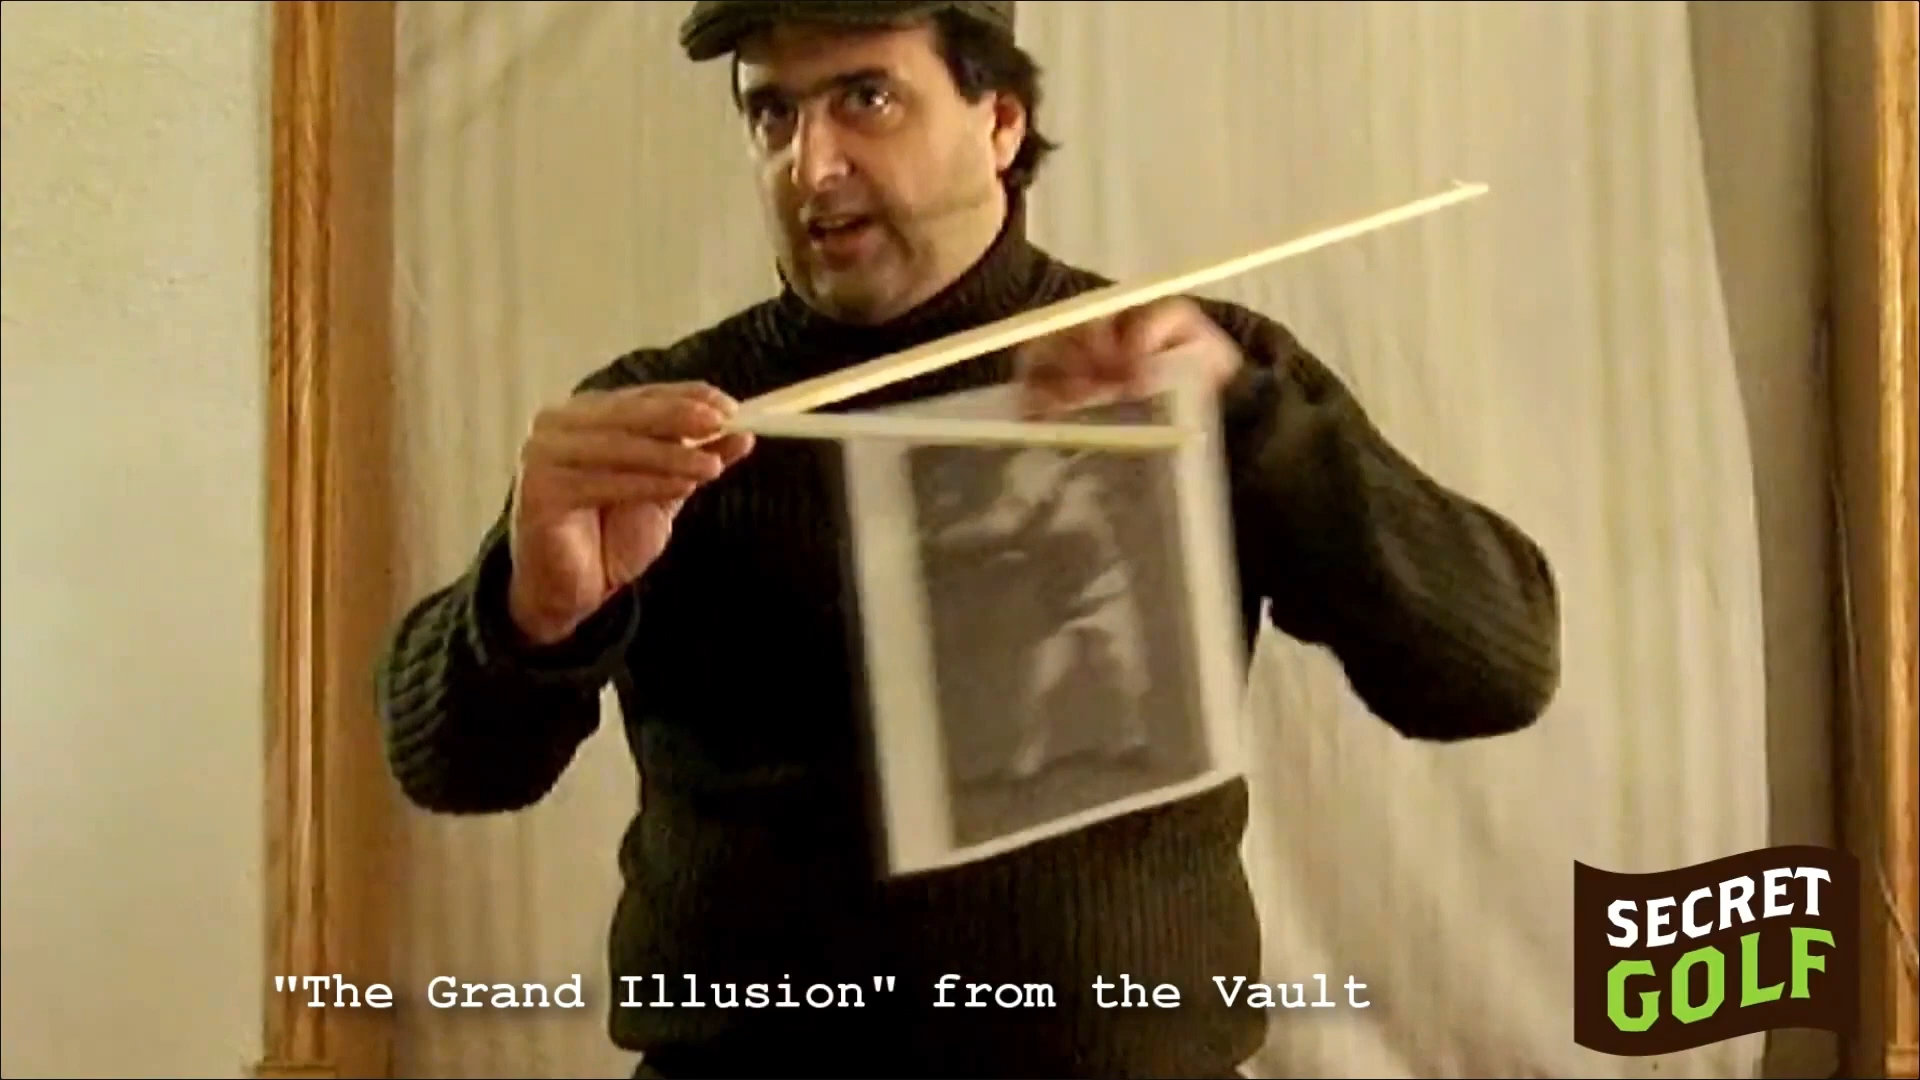 "The Grand Illusion" from the Vault
SECRET
GOLF